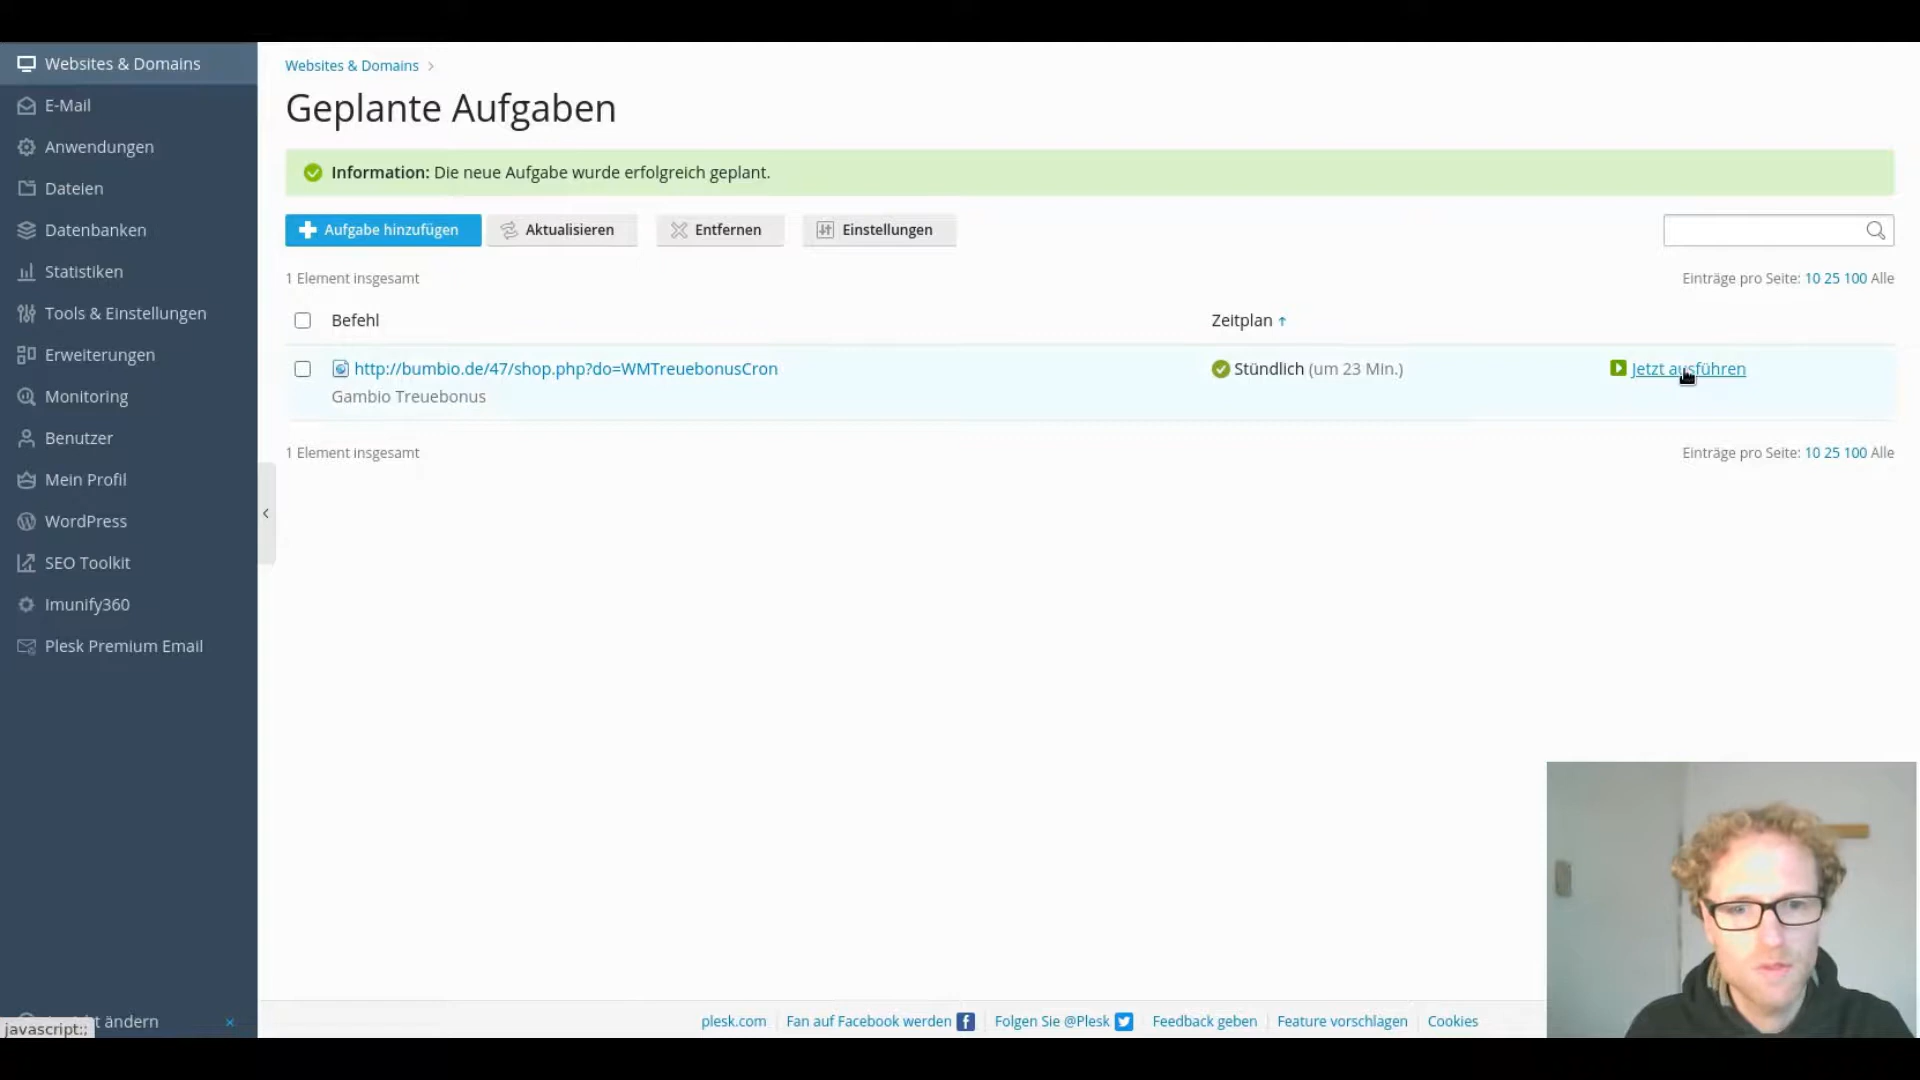 Websites & Domains
E-Mail
Anwendungen
Dateien
Datenbanken
Statistiken
Tools & Einstellungen
Erweiterungen
Monitoring
Benutzer
Mein Profil
WordPress
SEO Toolkit
Imunify360
Plesk Premium Email
ändern
javascript:;
Websites & Domains
Geplante Aufgaben
Information: Die neue Aufgabe wurde erfolgreich geplant.
Aufgabe hinzufügen Aktualisieren Entfernen Einstellungen
1 Element insgesamt Einträge pro Seite: 10 25 100 Alle
Befehl Zeitplan ↑
http://bumbio.de/47/shop.php?do=WMTreuebonusCron Stündlich (um 23 Min.) Jetzt ausführen
Gambio Treuebonus
1 Element insgesamt Einträge pro Seite: 10 25 100 Alle
plesk.com Fan auf Facebook werden Folgen Sie @Plesk Feedback geben Feature vorschlagen Cookies